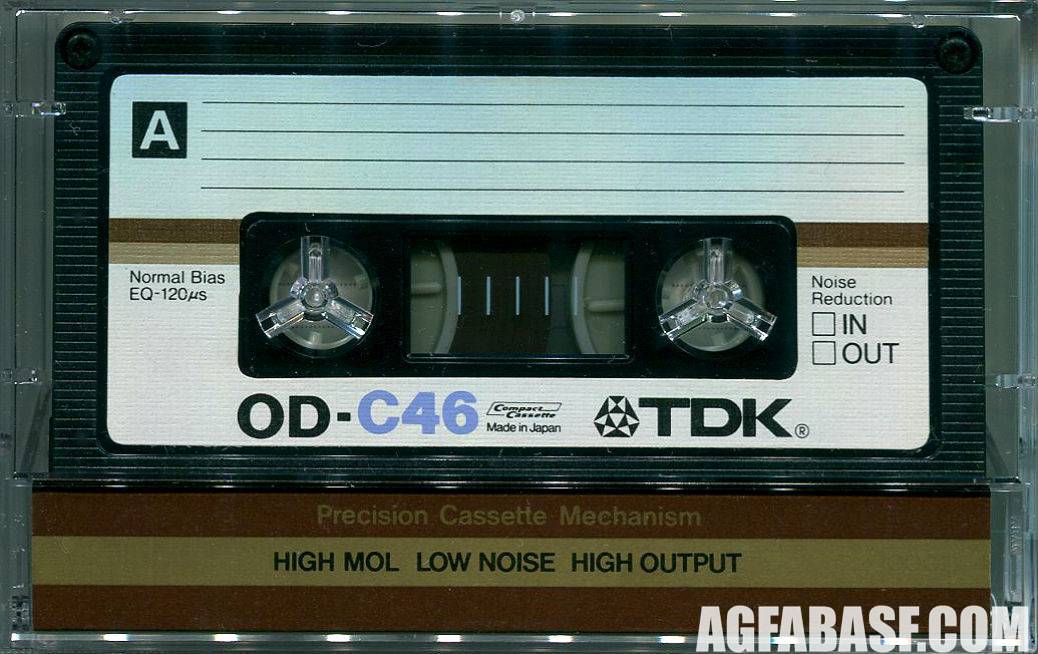 A
Normal Bias
EQ-120µs
Noise
Reduction
IN
OUT
OD-C46
Compact
Cassette
Made in Japan
TDK®
Precision Cassette Mechanism
HIGH MOL LOW NOISE HIGH OUTPUT
AGFABASE.COM